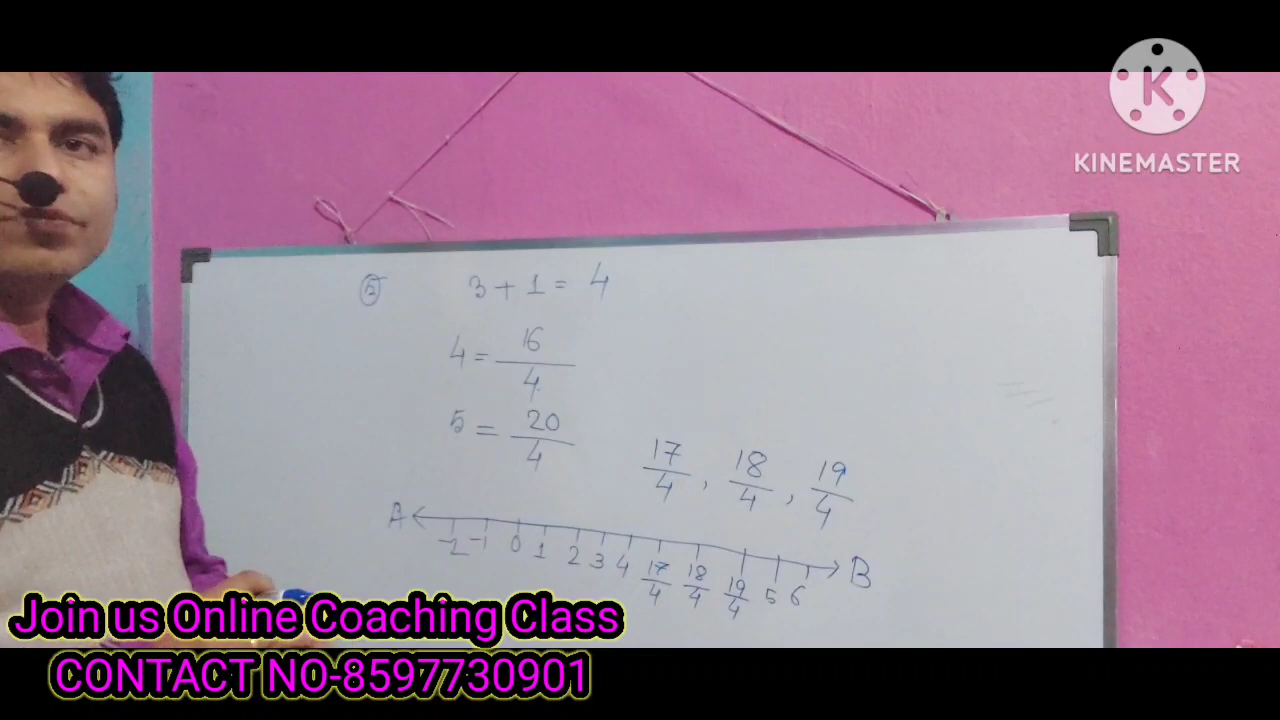 KINEMASTER
③ 3 + 1 = 4
4 = 16/4
5 = 20/4
17/4 , 18/4 , 19/4
A -2 -1 0 1 2 3 4 17/4 18/4 19/4 5 6 B
Join us Online Coaching Class
CONTACT NO-8597730901